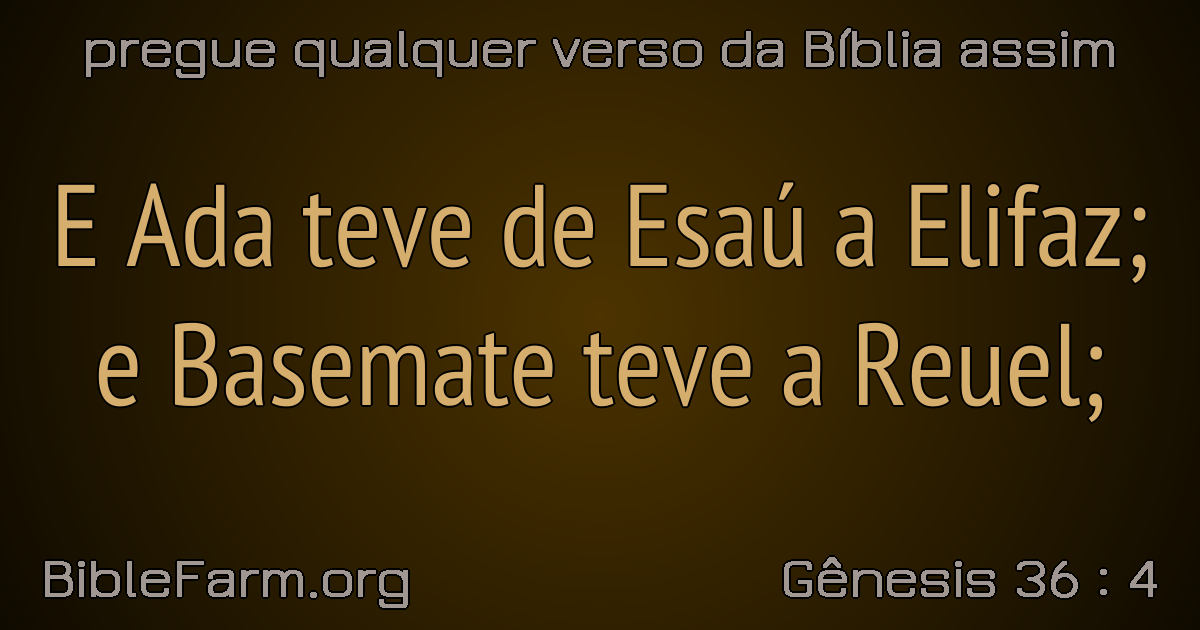 pregue qualquer verso da Bíblia assim
E Ada teve de Esaú a Elifaz;
e Basemate teve a Reuel;
BibleFarm.org
Gênesis 36 : 4